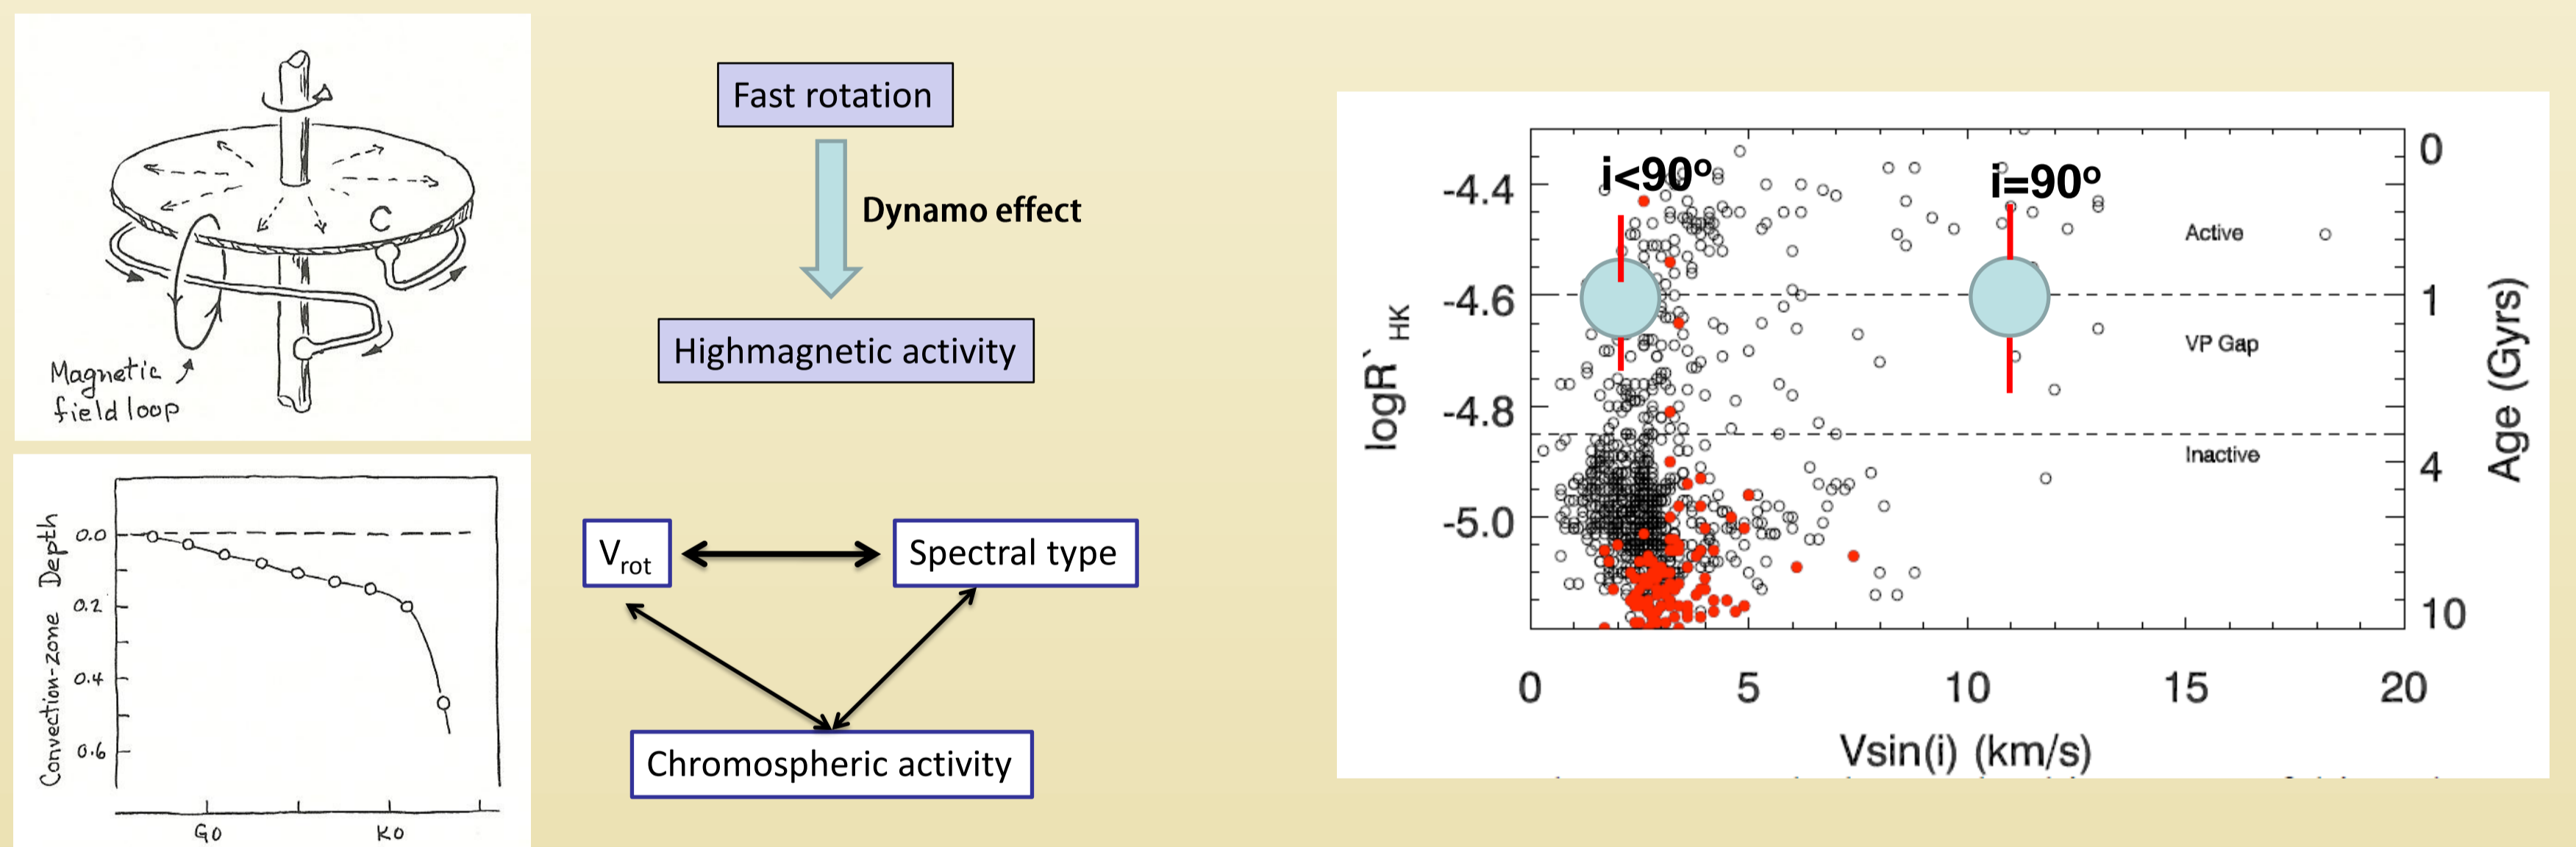 C
Magnetic
field loop
Convection-zone Depth
0.0
0.2
0.4
0.6
G0
K0
Fast rotation
Dynamo effect
Highmagnetic activity
Vrot
Spectral type
Chromospheric activity
i<90º
i=90º
logR`HK
-4.4
-4.6
-4.8
-5.0
Active
VP Gap
Inactive
0
1
4
10
Age (Gyrs)
0
5
10
15
20
Vsin(i) (km/s)